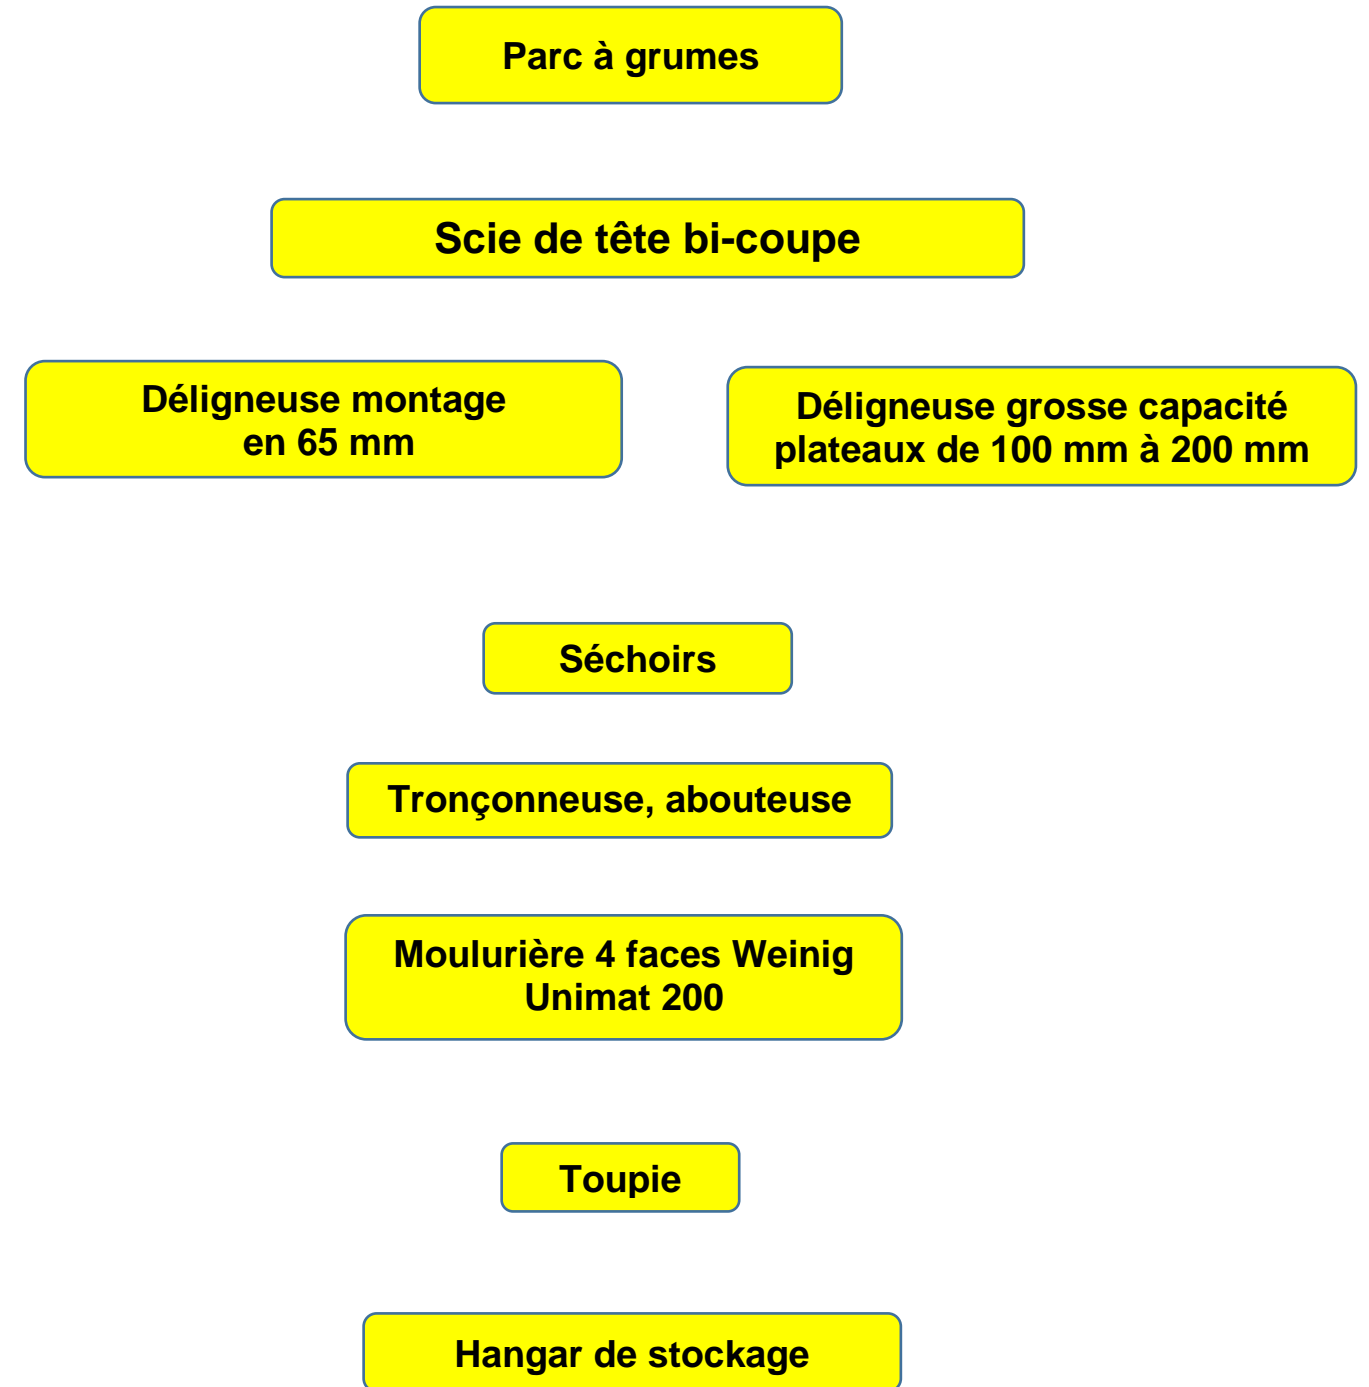 Parc à grumes
Scie de tête bi-coupe
Déligneuse montage
en 65 mm
Déligneuse grosse capacité
plateaux de 100 mm à 200 mm
Séchoirs
Tronçonneuse, abouteuse
Moulurière 4 faces Weinig
Unimat 200
Toupie
Hangar de stockage